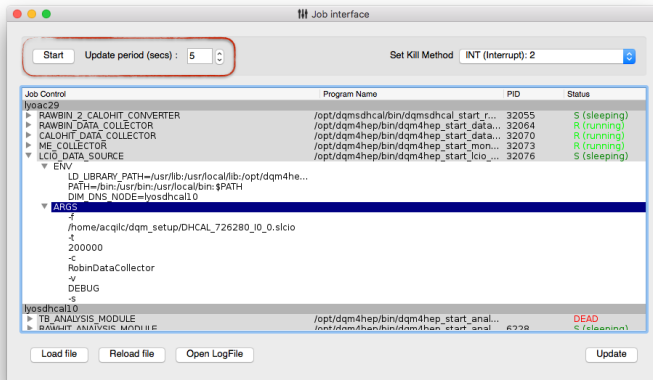 Job interface
Start Update period (secs) : 5 Set Kill Method INT (Interrupt): 2
Job Control Program Name PID Status
lyoac29
RAWBIN_2_CALOHIT_CONVERTER /opt/dqmsdhcal/bin/dqmsdhcal_start_r... 32055 S (sleeping)
RAWBIN_DATA_COLLECTOR /opt/dqm4hep/bin/dqm4hep_start_data... 32064 R (running)
CALOHIT_DATA_COLLECTOR /opt/dqm4hep/bin/dqm4hep_start_data... 32070 R (running)
ME_COLLECTOR /opt/dqm4hep/bin/dqm4hep_start_mon... 32073 R (running)
LCIO_DATA_SOURCE /opt/dqm4hep/bin/dqm4hep_start_lcio_... 32076 S (sleeping)
ENV
LD_LIBRARY_PATH=/usr/lib:/usr/local/lib:/opt/dqm4he...
PATH=/bin:/usr/bin:/usr/local/bin:$PATH
DIM_DNS_NODE=lyosdhcal10
ARGS
-f
/home/acqilc/dqm_setup/DHCAL_726280_I0_0.slcio
-t
200000
-c
RobinDataCollector
-v
DEBUG
-s
lyosdhcal10
TB_ANALYSIS_MODULE /opt/dqm4hep/bin/dqm4hep_start_anal... DEAD
RAWHIT_ANALYSIS_MODULE /opt/dqm4hep/bin/dqm4hep_start_anal... 6228 S (sleeping)
Load file Reload file Open LogFile Update